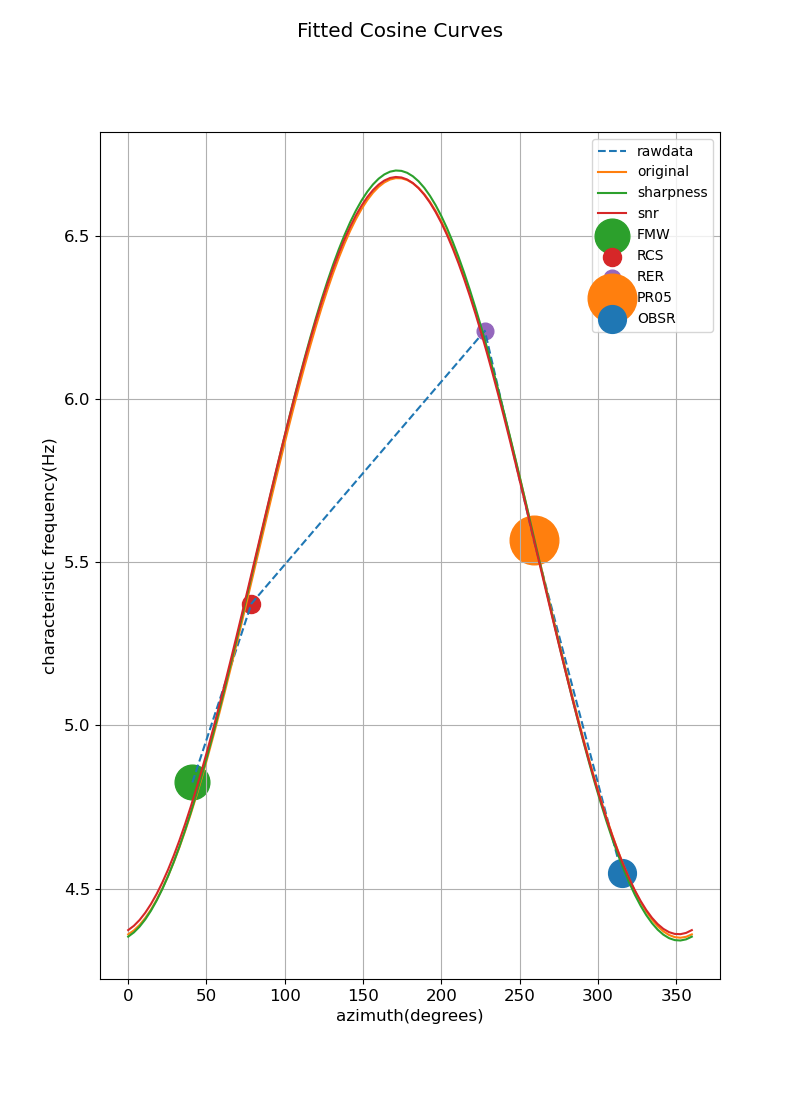 Fitted Cosine Curves
rawdata
original
sharpness
snr
FMW
RCS
RER
PR05
OBSR
6.5
6.0
5.5
5.0
4.5
characteristic frequency(Hz)
0 50 100 150 200 250 300 350
azimuth(degrees)